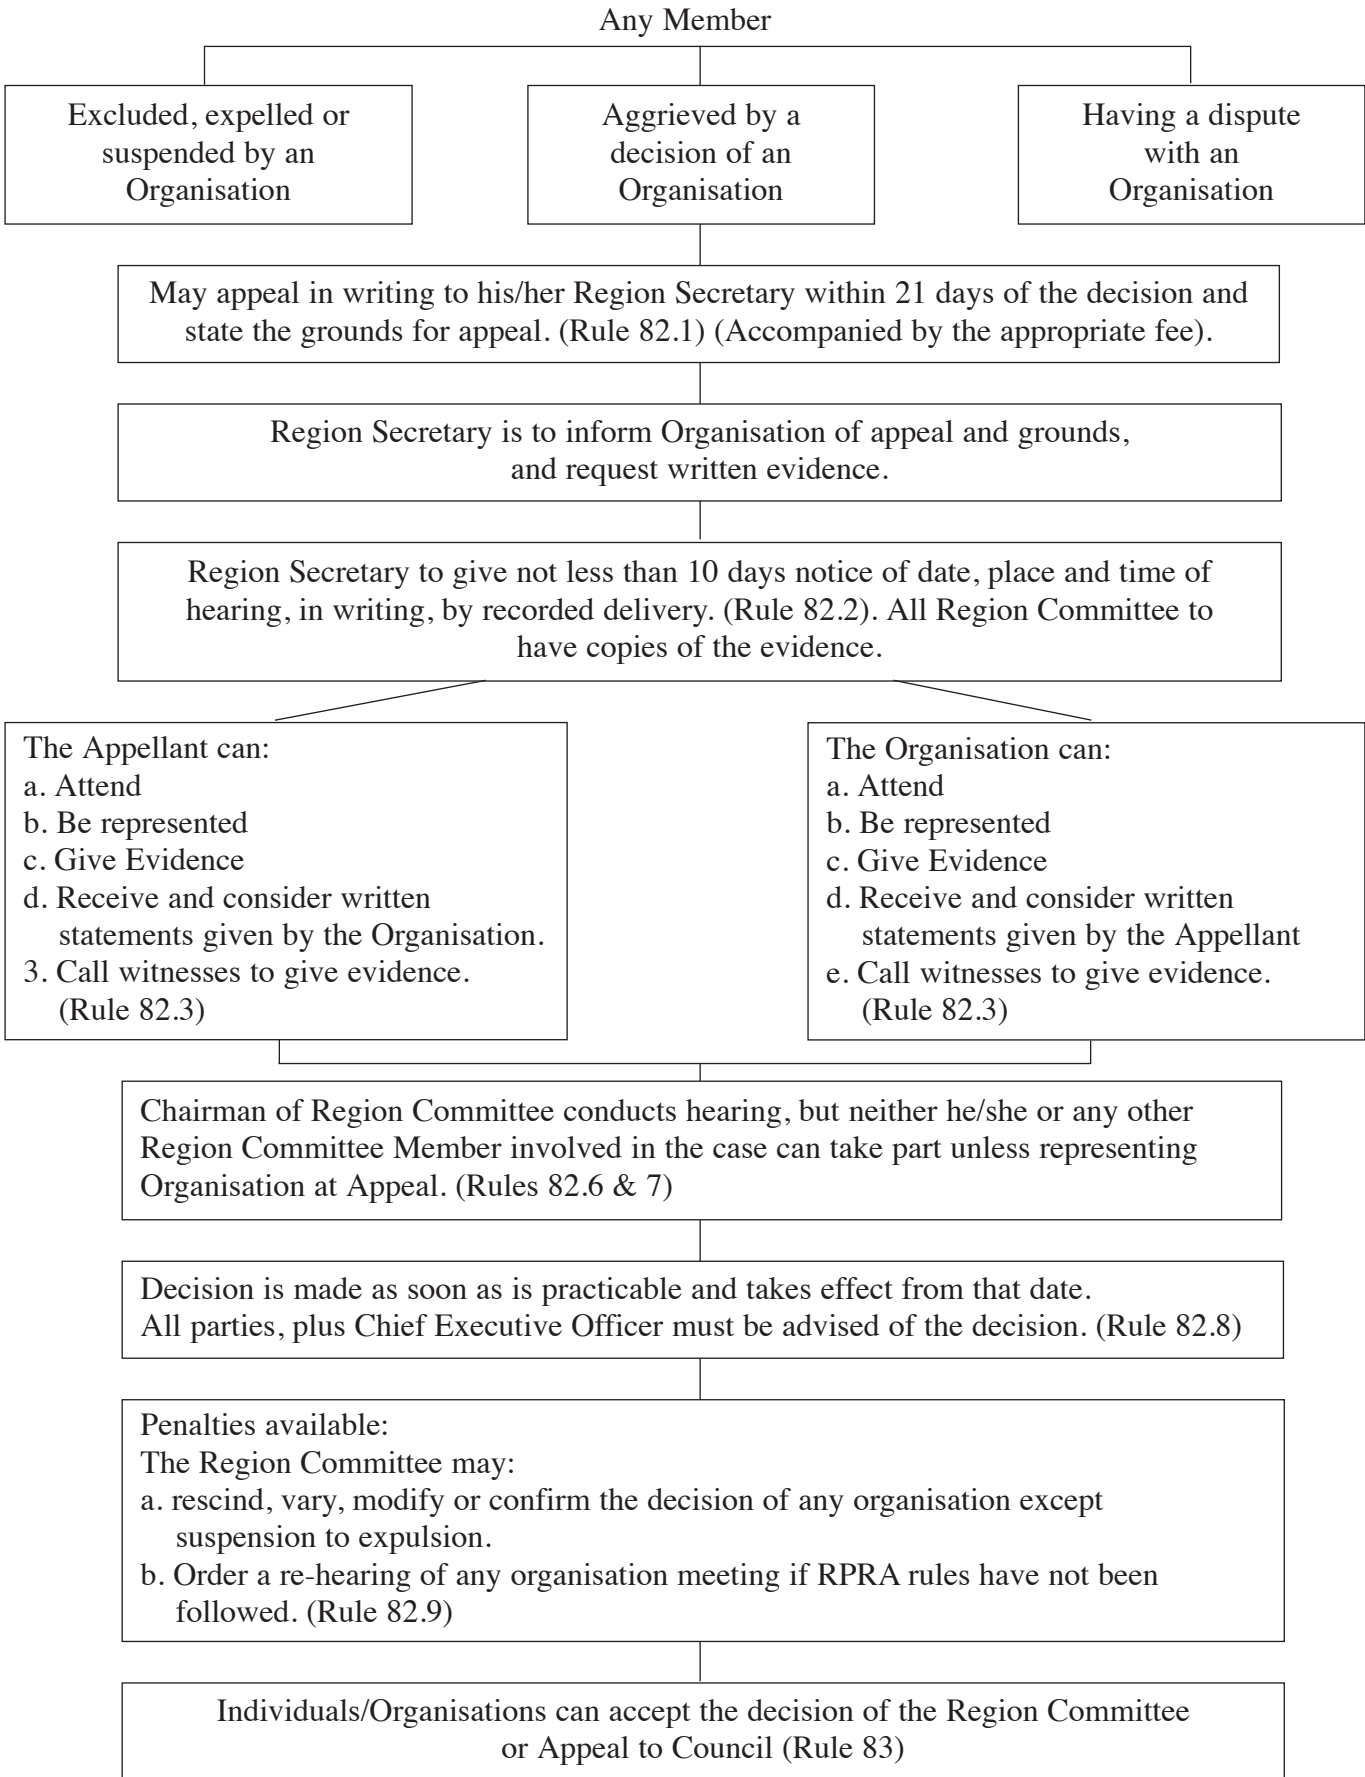 Any Member
Excluded, expelled or
suspended by an
Organisation
Aggrieved by a
decision of an
Organisation
Having a dispute
with an
Organisation
May appeal in writing to his/her Region Secretary within 21 days of the decision and
state the grounds for appeal. (Rule 82.1) (Accompanied by the appropriate fee).
Region Secretary is to inform Organisation of appeal and grounds,
and request written evidence.
Region Secretary to give not less than 10 days notice of date, place and time of
hearing, in writing, by recorded delivery. (Rule 82.2). All Region Committee to
have copies of the evidence.
The Appellant can:
a. Attend
b. Be represented
c. Give Evidence
d. Receive and consider written
statements given by the Organisation.
3. Call witnesses to give evidence.
(Rule 82.3)
The Organisation can:
a. Attend
b. Be represented
c. Give Evidence
d. Receive and consider written
statements given by the Appellant
e. Call witnesses to give evidence.
(Rule 82.3)
Chairman of Region Committee conducts hearing, but neither he/she or any other
Region Committee Member involved in the case can take part unless representing
Organisation at Appeal. (Rules 82.6 & 7)
Decision is made as soon as is practicable and takes effect from that date.
All parties, plus Chief Executive Officer must be advised of the decision. (Rule 82.8)
Penalties available:
The Region Committee may:
a. rescind, vary, modify or confirm the decision of any organisation except
suspension to expulsion.
b. Order a re-hearing of any organisation meeting if RPRA rules have not been
followed. (Rule 82.9)
Individuals/Organisations can accept the decision of the Region Committee
or Appeal to Council (Rule 83)